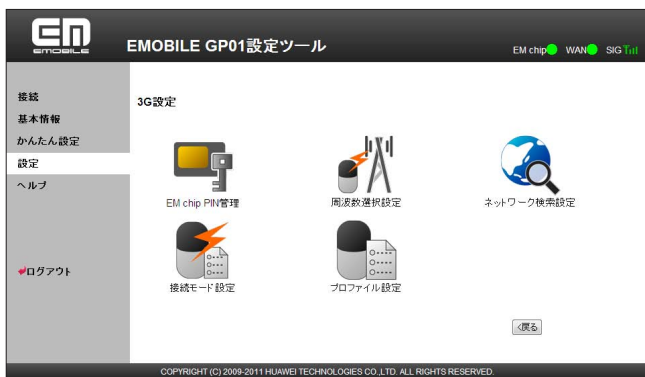 EM
EMOBILE
EMOBILE GP01設定ツール
EM chip WAN SIG
接続
基本情報
かんたん設定
設定
ヘルプ
ログアウト
3G設定
EM chip PIN管理
周波数選択設定
ネットワーク検索設定
接続モード設定
プロファイル設定
<戻る
COPYRIGHT (C) 2009-2011 HUAWEI TECHNOLOGIES CO.,LTD. ALL RIGHTS RESERVED.